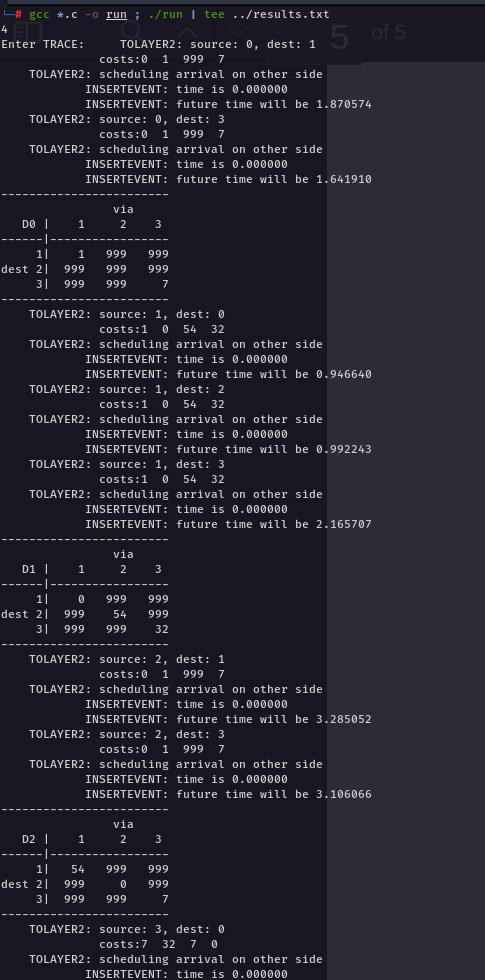 └─# gcc *.c -o run ; ./run | tee ../results.txt
4
5 of 5
Enter TRACE:     TOLAYER2: source: 0, dest: 1
              costs:0  1  999  7
    TOLAYER2: scheduling arrival on other side
            INSERTEVENT: time is 0.000000
            INSERTEVENT: future time will be 1.870574
    TOLAYER2: source: 0, dest: 3
              costs:0  1  999  7
    TOLAYER2: scheduling arrival on other side
            INSERTEVENT: time is 0.000000
            INSERTEVENT: future time will be 1.641910
------------------------
                via
   D0 |    1     2    3
------|-----------------
     1|    1   999  999
dest 2|  999   999  999
     3|  999   999    7
------------------------
    TOLAYER2: source: 1, dest: 0
              costs:1  0  54  32
    TOLAYER2: scheduling arrival on other side
            INSERTEVENT: time is 0.000000
            INSERTEVENT: future time will be 0.946640
    TOLAYER2: source: 1, dest: 2
              costs:1  0  54  32
    TOLAYER2: scheduling arrival on other side
            INSERTEVENT: time is 0.000000
            INSERTEVENT: future time will be 0.992243
    TOLAYER2: source: 1, dest: 3
              costs:1  0  54  32
    TOLAYER2: scheduling arrival on other side
            INSERTEVENT: time is 0.000000
            INSERTEVENT: future time will be 2.165707
------------------------
                via
   D1 |    1     2    3
------|-----------------
     1|    0   999  999
dest 2|  999    54  999
     3|  999   999   32
------------------------
    TOLAYER2: source: 2, dest: 1
              costs:0  1  999  7
    TOLAYER2: scheduling arrival on other side
            INSERTEVENT: time is 0.000000
            INSERTEVENT: future time will be 3.285052
    TOLAYER2: source: 2, dest: 3
              costs:0  1  999  7
    TOLAYER2: scheduling arrival on other side
            INSERTEVENT: time is 0.000000
            INSERTEVENT: future time will be 3.106066
------------------------
                via
   D2 |    1     2    3
------|-----------------
     1|   54   999  999
dest 2|  999     0  999
     3|  999   999    7
------------------------
    TOLAYER2: source: 3, dest: 0
              costs:7  32  7  0
    TOLAYER2: scheduling arrival on other side
            INSERTEVENT: time is 0.000000